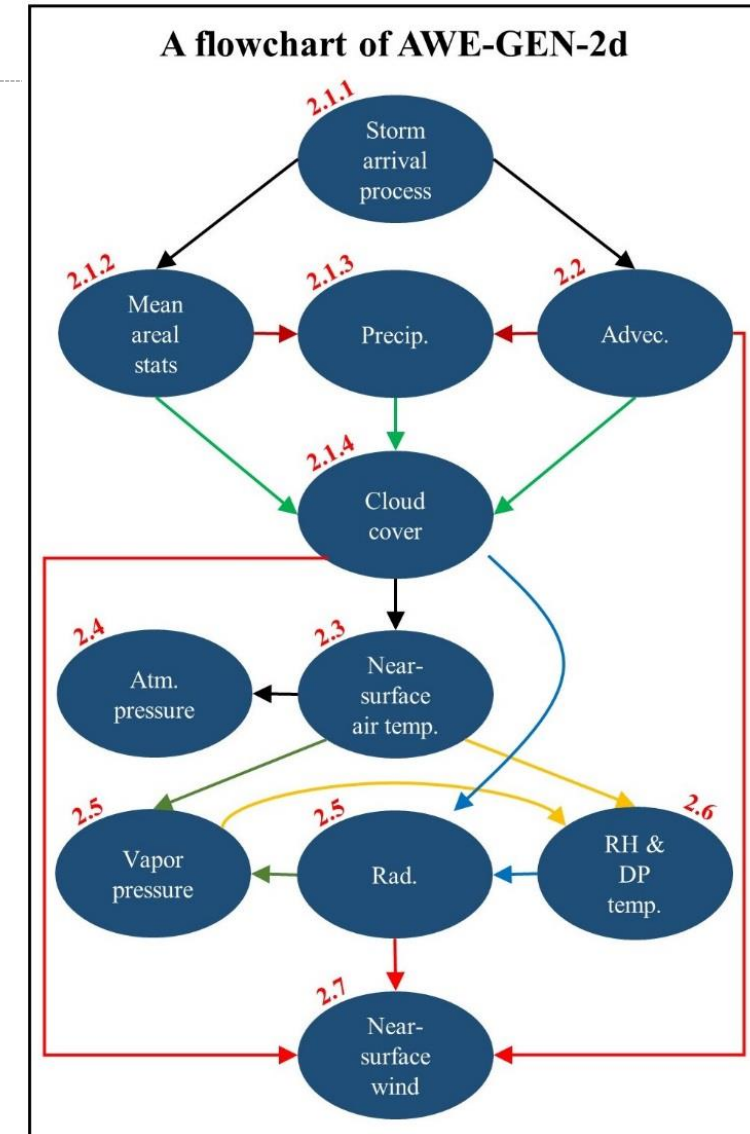 A flowchart of AWE-GEN-2d
2.1.1
Storm
arrival
process
2.1.2
Mean
areal
stats
2.1.3
Precip.
2.2
Advec.
2.1.4
Cloud
cover
2.4
Atm.
pressure
2.3
Near-
surface
air temp.
2.5
Vapor
pressure
2.5
Rad.
2.6
RH &
DP
temp.
2.7
Near-
surface
wind